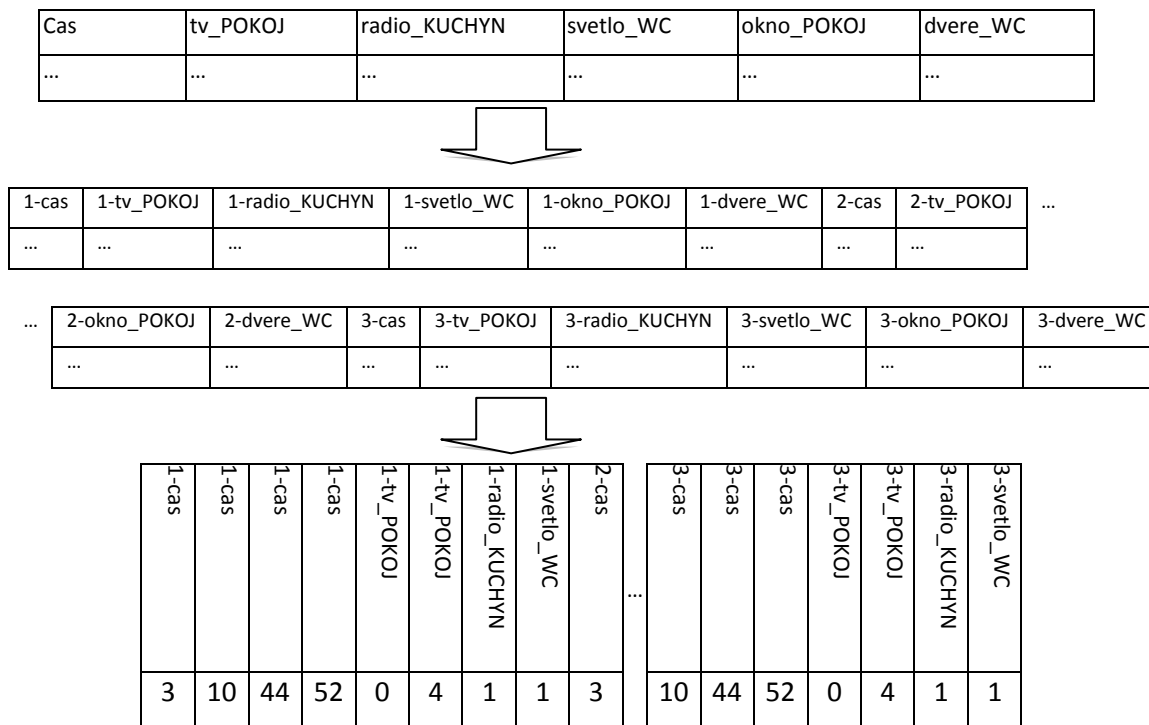 Cas tv_POKOJ radio_KUCHYN svetlo_WC okno_POKOJ dvere_WC
... ... ... ... ... ...
1-cas 1-tv_POKOJ 1-radio_KUCHYN 1-svetlo_WC 1-okno_POKOJ 1-dvere_WC 2-cas 2-tv_POKOJ ...
... ... ... ... ... ... ... ...
... 2-okno_POKOJ 2-dvere_WC 3-cas 3-tv_POKOJ 3-radio_KUCHYN 3-svetlo_WC 3-okno_POKOJ 3-dvere_WC
... ... ... ... ... ... ... ...
1-cas 1-cas 1-cas 1-cas 1-tv_POKOJ 1-tv_POKOJ 1-radio_KUCHYN 1-svetlo_WC 2-cas ... 3-cas 3-cas 3-cas 3-tv_POKOJ 3-tv_POKOJ 3-radio_KUCHYN 3-svetlo_WC
3 10 44 52 0 4 1 1 3 10 44 52 0 4 1 1